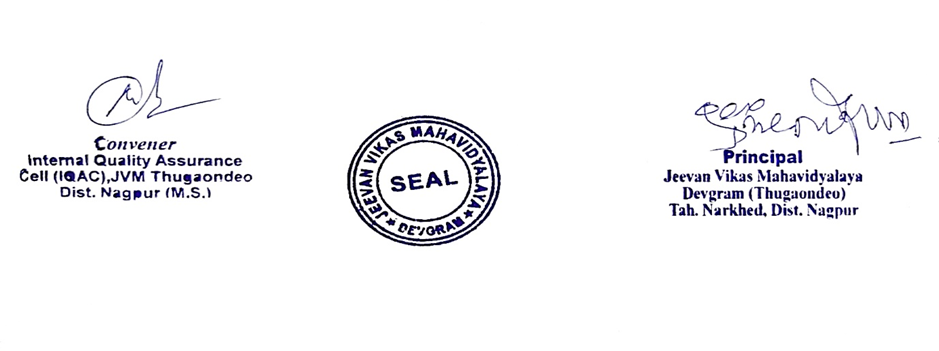 Convener
Internal Quality Assurance
Cell (IQAC),JVM Thugaondeo
Dist. Nagpur (M.S.)
JEEVAN VIKAS MAHAVIDYALAYA
★ DEVGRAM ★
SEAL
Principal
Jeevan Vikas Mahavidyalaya
Devgram (Thugaondeo)
Tah. Narkhed, Dist. Nagpur